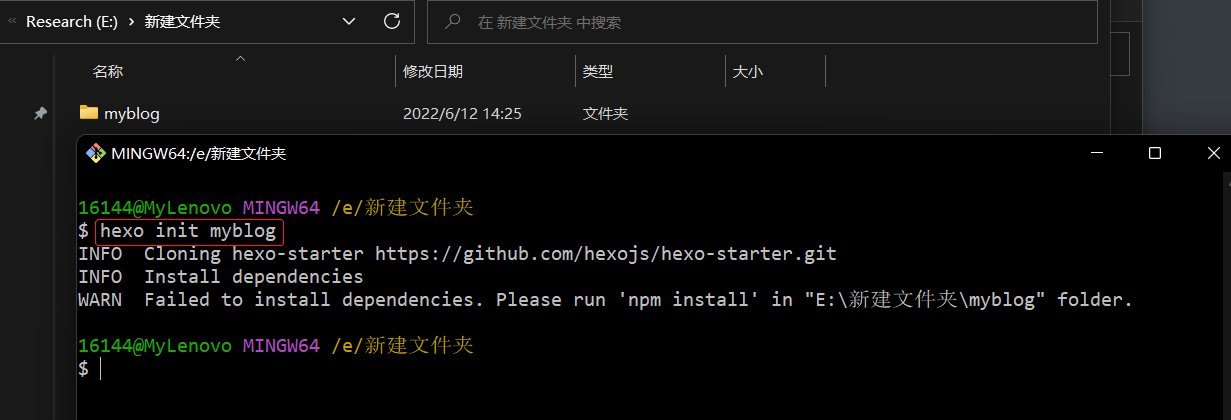 « Research (E:) › 新建文件夹
在 新建文件夹 中搜索
名称 修改日期 类型 大小
myblog 2022/6/12 14:25 文件夹
MINGW64:/e/新建文件夹
16144@MyLenovo MINGW64 /e/新建文件夹
$ hexo init myblog
INFO  Cloning hexo-starter https://github.com/hexojs/hexo-starter.git
INFO  Install dependencies
WARN  Failed to install dependencies. Please run 'npm install' in "E:\新建文件夹\myblog" folder.
16144@MyLenovo MINGW64 /e/新建文件夹
$